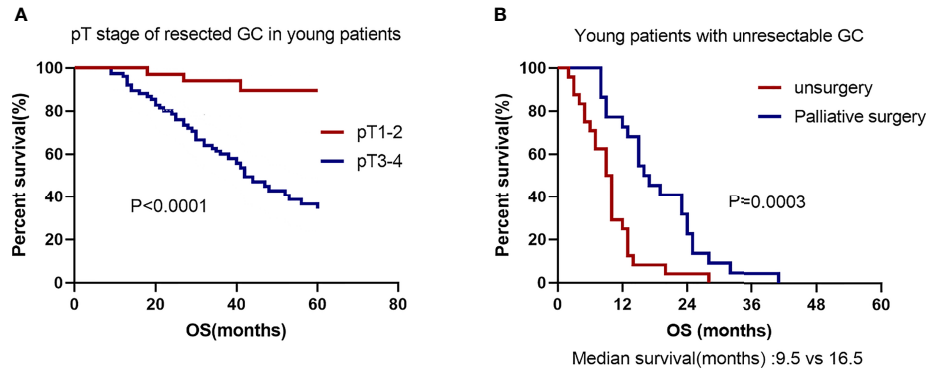 A
pT stage of resected GC in young patients
Percent survival(%)
100
80
60
40
20
0
pT1-2
pT3-4
P<0.0001
0 20 40 60 80
OS(months)
B
Young patients with unresectable GC
Percent survival(%)
100
80
60
40
20
0
unsurgery
Palliative surgery
P=0.0003
0 12 24 36 48 60
OS (months)
Median survival(months) :9.5 vs 16.5